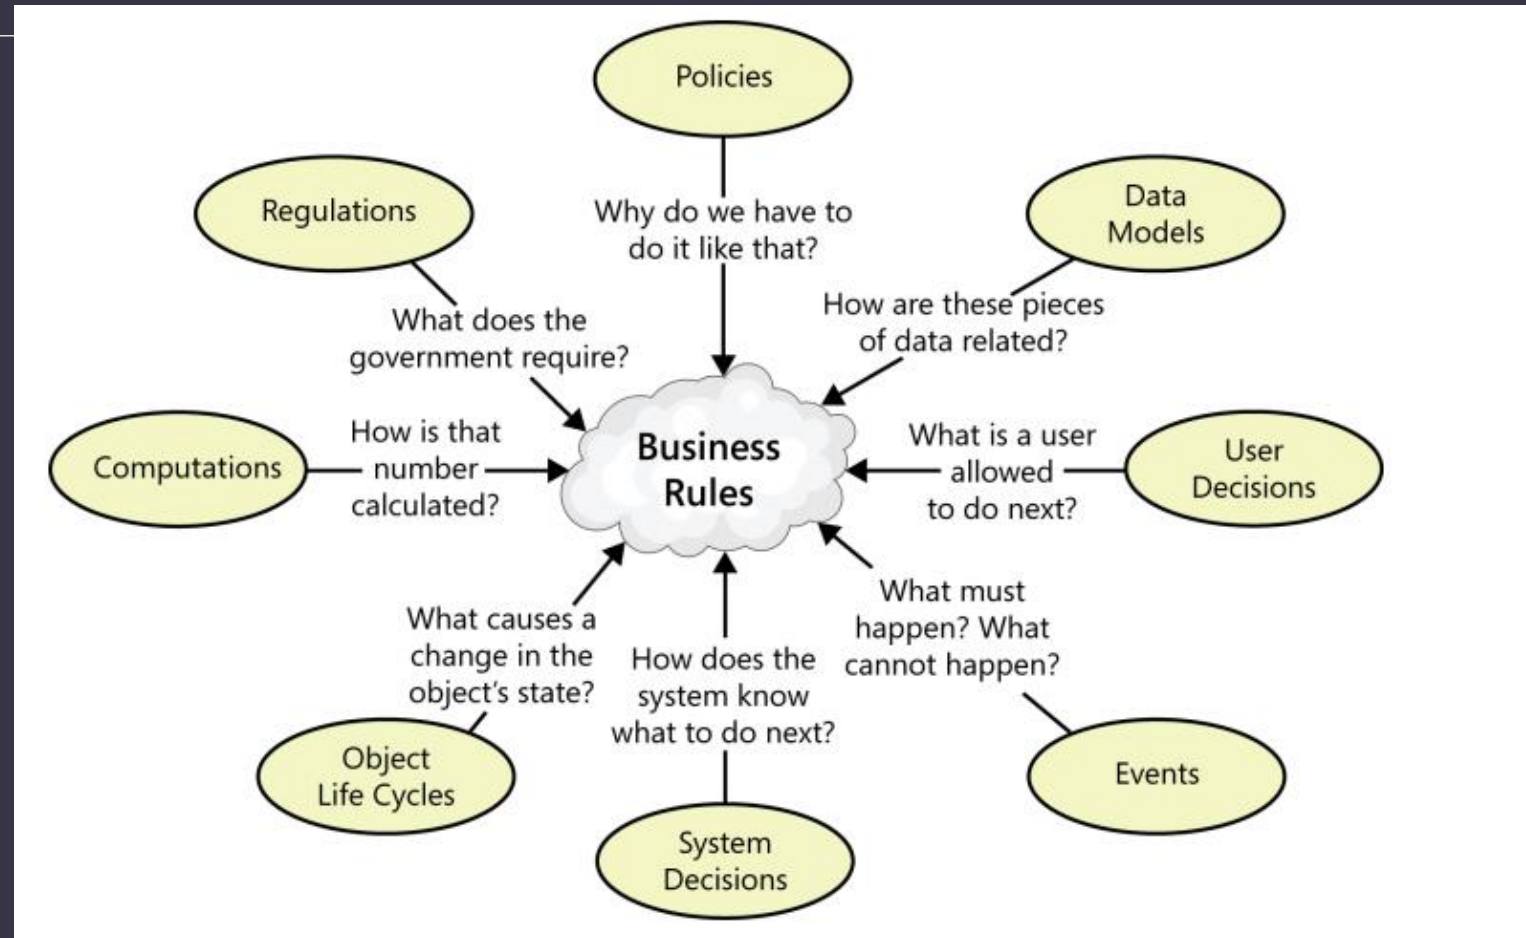 Policies
Regulations
Data
Models
Why do we have to
do it like that?
How are these pieces
of data related?
What does the
government require?
Computations
How is that
number
calculated?
Business
Rules
What is a user
allowed
to do next?
User
Decisions
What causes a
change in the
object's state?
How does the
system know
what to do next?
What must
happen? What
cannot happen?
Object
Life Cycles
System
Decisions
Events